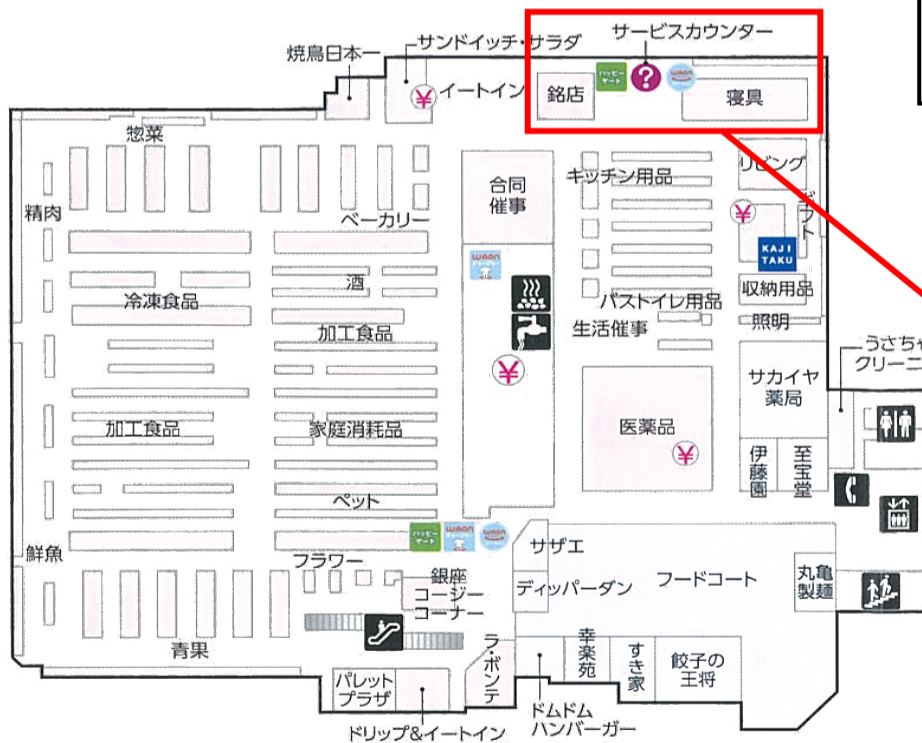 サービスカウンター
サンドイッチ・サラダ
焼鳥日本一
¥
イートイン
銘店
ハッピー
ゲート
?
WAON
寝具
惣菜
精肉
ベーカリー
合同
催事
キッチン用品
リビング
ギフト
¥
KAJI
TAKU
WAON
冷凍食品
酒
加工食品
バストイレ用品
収納用品
生活催事
照明
¥
うさちゃ
クリーニ
サカイヤ
薬局
加工食品
家庭消耗品
医薬品
¥
伊藤園
至宝堂
ペット
ハッピー
ゲート
WAON
WAON
鮮魚
フラワー
サザエ
銀座
コージー
コーナー
ディッパーダン
フードコート
丸亀
製麺
青果
パレット
プラザ
ラ・ボンテ
幸楽苑
すき家
餃子の
王将
ドリップ&イートイン
ドムドム
ハンバーガー